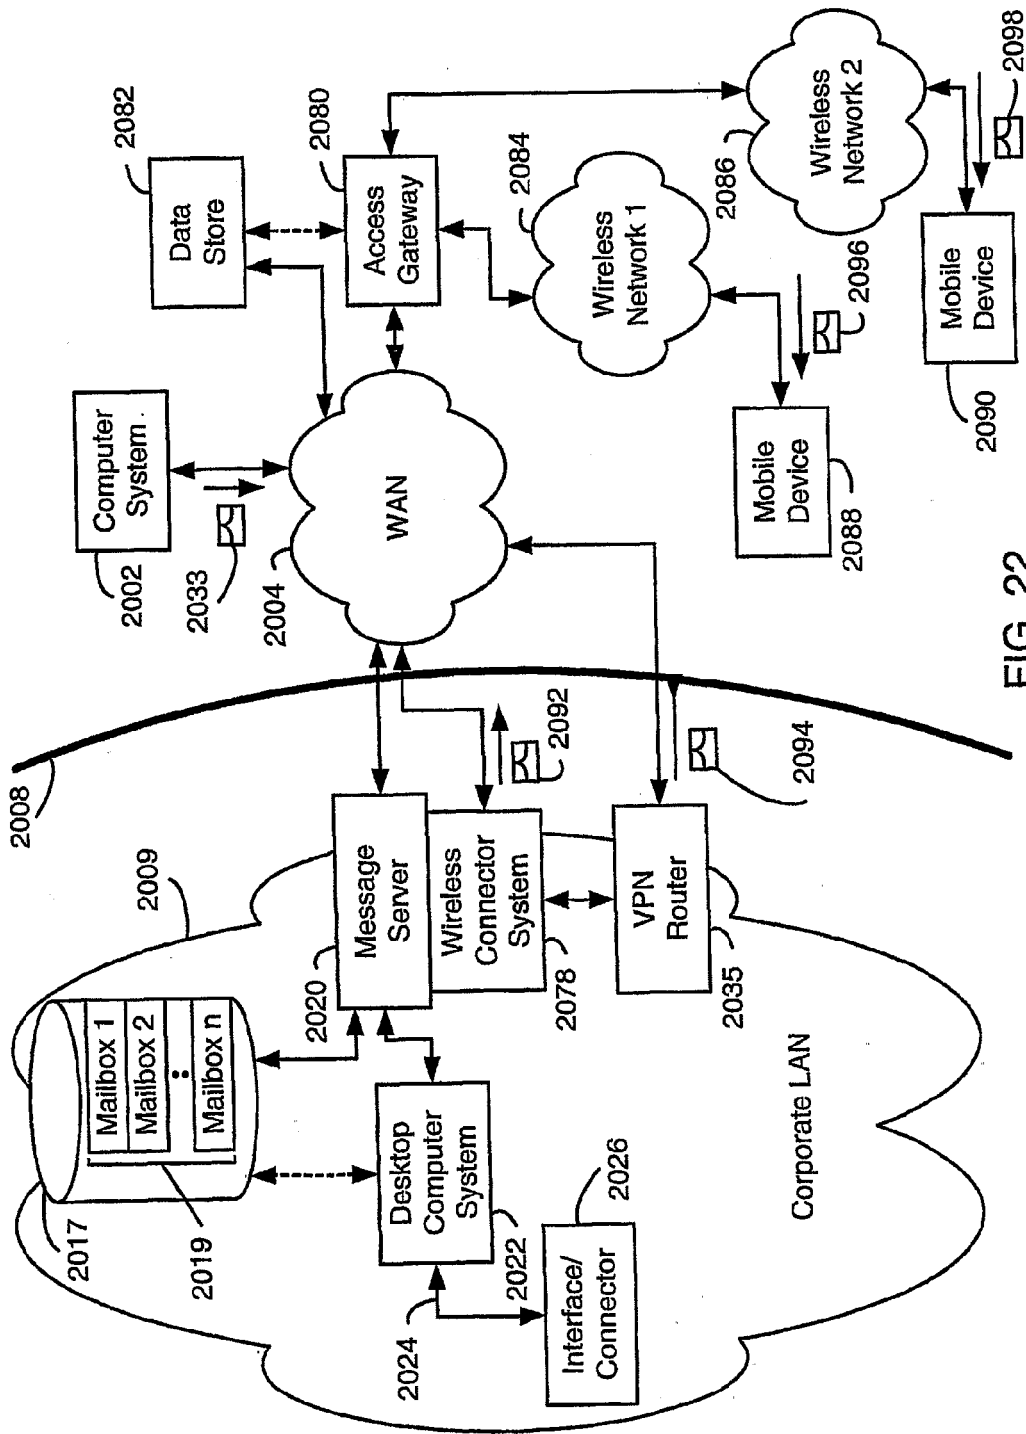 2008
2009
2017
Mailbox 1
Mailbox 2
Mailbox n
2019
2020
Message
Server
Wireless
Connector
System
2078
2092
VPN
Router
2035
2094
Desktop
Computer
System
2022
2024
Interface/
Connector
2026
Corporate LAN
Computer
System
2002
2033
2004
WAN
Data
Store
2082
Access
Gateway
2080
Wireless
Network 1
2084
Wireless
Network 2
2086
Mobile
Device
2088
2096
Mobile
Device
2090
2098
FIG. 22